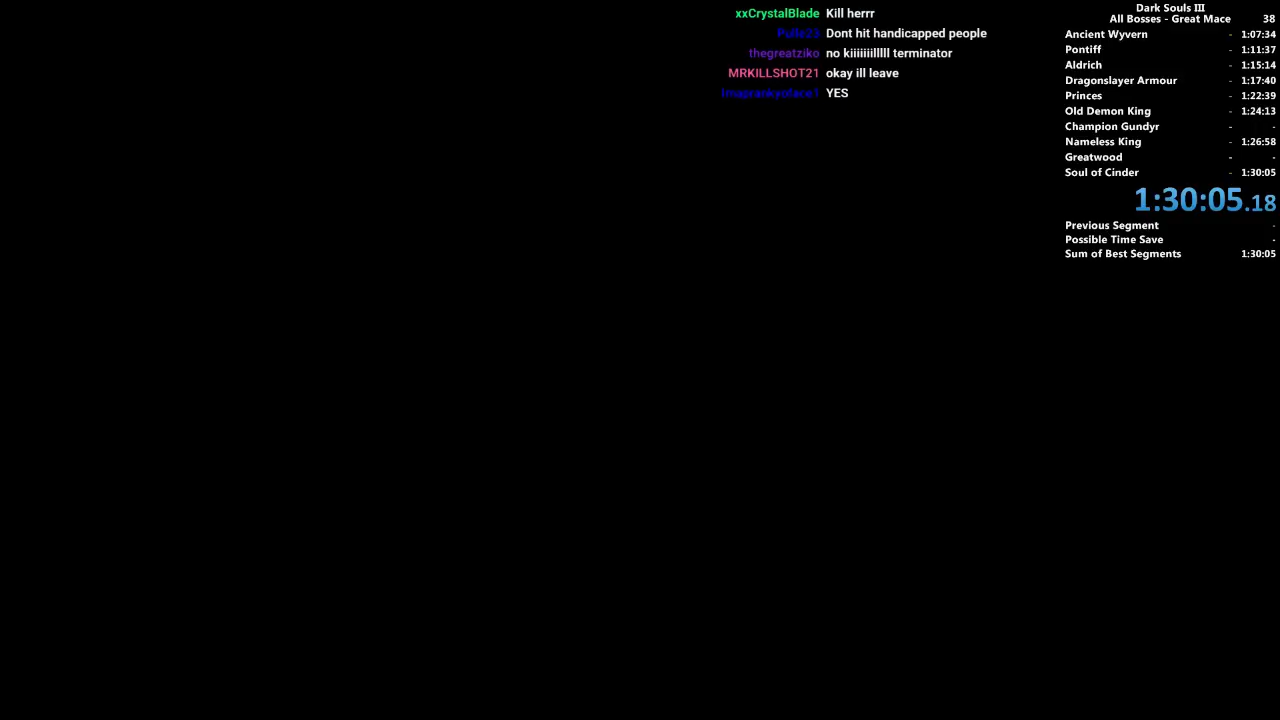 xxCrystalBlade Kill herrr
Pullz23 Dont hit handicapped people
thegreatziko no kiiiiiiilllll terminator
MRKILLSHOT21 okay ill leave
YES
Dark Souls III
All Bosses - Great Mace 38
Ancient Wyvern - 1:07:34
Pontiff - 1:11:37
Aldrich - 1:15:14
Dragonslayer Armour - 1:17:40
Princes - 1:22:39
Old Demon King - 1:24:13
Champion Gundyr - -
Nameless King - 1:26:58
Greatwood - -
Soul of Cinder - 1:30:05
1:30:05.18
Previous Segment -
Possible Time Save -
Sum of Best Segments 1:30:05